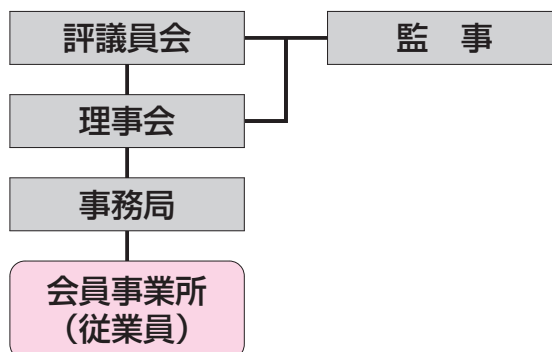 評議員会
監　事
理事会
事務局
会員事業所
（従業員）